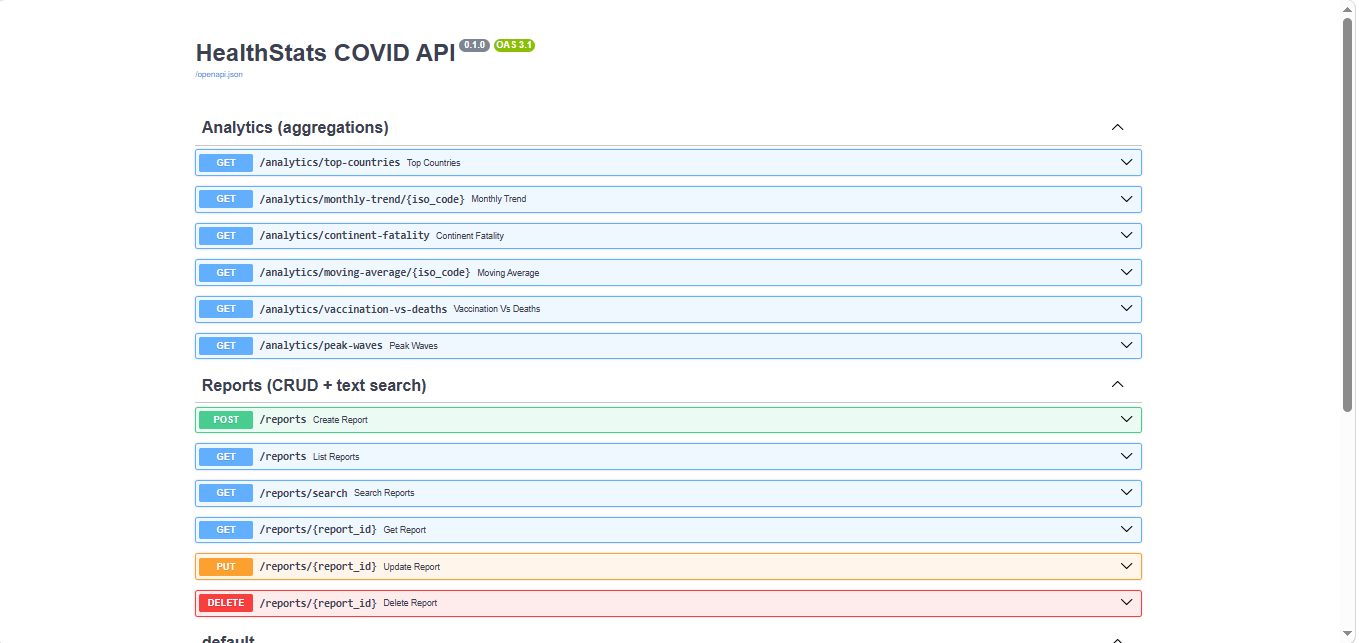 HealthStats COVID API 0.1.0 OAS 3.1
/openapi.json
Analytics (aggregations)
GET /analytics/top-countries Top Countries
GET /analytics/monthly-trend/{iso_code} Monthly Trend
GET /analytics/continent-fatality Continent Fatality
GET /analytics/moving-average/{iso_code} Moving Average
GET /analytics/vaccination-vs-deaths Vaccination Vs Deaths
GET /analytics/peak-waves Peak Waves
Reports (CRUD + text search)
POST /reports Create Report
GET /reports List Reports
GET /reports/search Search Reports
GET /reports/{report_id} Get Report
PUT /reports/{report_id} Update Report
DELETE /reports/{report_id} Delete Report
default